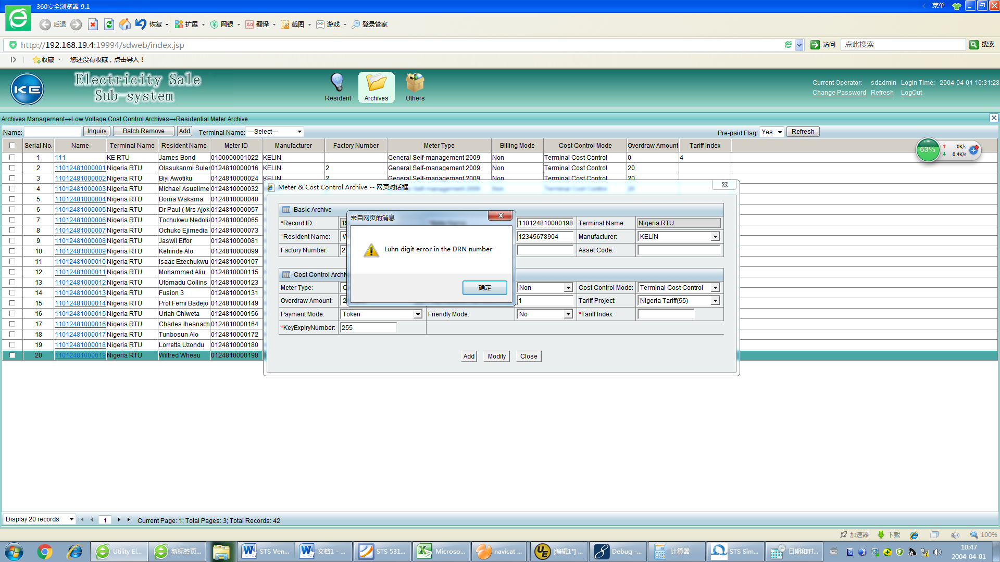 360安全浏览器 9.1
菜单
后退
恢复
扩展
网银
翻译
截图
游戏
登录管家
http://192.168.19.4:19994/sdweb/index.jsp
访问
点此搜索
搜索
收藏
您还没有收藏，点击导入！
KE
Electricity Sale
Sub-system
Resident
Archives
Others
Current Operator: sdadmin Login Time: 2004-04-01 10:31:28
Change Password Refresh LogOut
Archives Management→Low Voltage Cost Control Archives→Residential Meter Archive
Name: Inquiry Batch Remove Add Terminal Name: ---Select--- Pre-paid Flag: Yes Refresh
Serial No. Name Terminal Name Resident Name Meter ID Manufacturer Factory Number Meter Type Billing Mode Cost Control Mode Overdraw Amount Tariff Index
1 111 KE RTU James Bond 0100000001022 KELIN General Self-management 2009 Non Terminal Cost Control 0 4
2 11012481000001 Nigeria RTU Olasukanmi Suler 0124810000016 KELIN 2 General Self-management 2009 Non Terminal Cost Control 20
3 11012481000002 Nigeria RTU Biyi Awotiku 0124810000024 KELIN 2 General Self-management 2009 Non Terminal Cost Control 20
4 11012481000003 Nigeria RTU Michael Asuelime 0124810000032
5 11012481000004 Nigeria RTU Boma Wakama 0124810000040
6 11012481000005 Nigeria RTU Dr Paul ( Mrs Ajok 0124810000057
7 11012481000006 Nigeria RTU Tochukwu Nedolis 0124810000065
8 11012481000007 Nigeria RTU Ochuko Ejimedia 0124810000073
9 11012481000008 Nigeria RTU Jaswil Effor 0124810000081
10 11012481000009 Nigeria RTU Kehinde Alo 0124810000099
11 11012481000010 Nigeria RTU Isaac Ezechukwu 0124810000107
12 11012481000011 Nigeria RTU Mohammed Aliu 0124810000115
13 11012481000012 Nigeria RTU Ufomadu Collins 0124810000123
14 11012481000013 Nigeria RTU Fusion 3 0124810000131
15 11012481000014 Nigeria RTU Prof Femi Badejo 0124810000149
16 11012481000015 Nigeria RTU Uriah Chiweta 0124810000156
17 11012481000016 Nigeria RTU Charles Iheanach 0124810000164
18 11012481000017 Nigeria RTU Tunbosun Alo 0124810000172
19 11012481000018 Nigeria RTU Lorretta Uzondu 0124810000180
20 11012481000019 Nigeria RTU Wilfred Whesu 0124810000198
63%
0K/s
0.4K/s
Meter & Cost Control Archive -- 网页对话框
Basic Archive
*Record ID: 19 110124810000198 Terminal Name: Nigeria RTU
*Resident Name: W 12345678904 Manufacturer: KELIN
Factory Number: 2 Asset Code:
Cost Control Archiv
Meter Type: G Non Cost Control Mode: Terminal Cost Control
Overdraw Amount: 2 1 Tariff Project: Nigeria Tariff(55)
Payment Mode: Token Friendly Mode: No *Tariff Index:
*KeyExpiryNumber: 255
Add Modify Close
来自网页的消息
Luhn digit error in the DRN number
确定
Display 20 records 1 Current Page: 1; Total Pages: 3; Total Records: 42
加速器
下载
100%
Utility El...
新标签页...
STS Ven...
文档1 - ...
STS 531...
Microso...
navicat ...
[编辑1*] ...
Debug -...
计算器
STS Sim...
日期和时...
10:47
2004-04-01